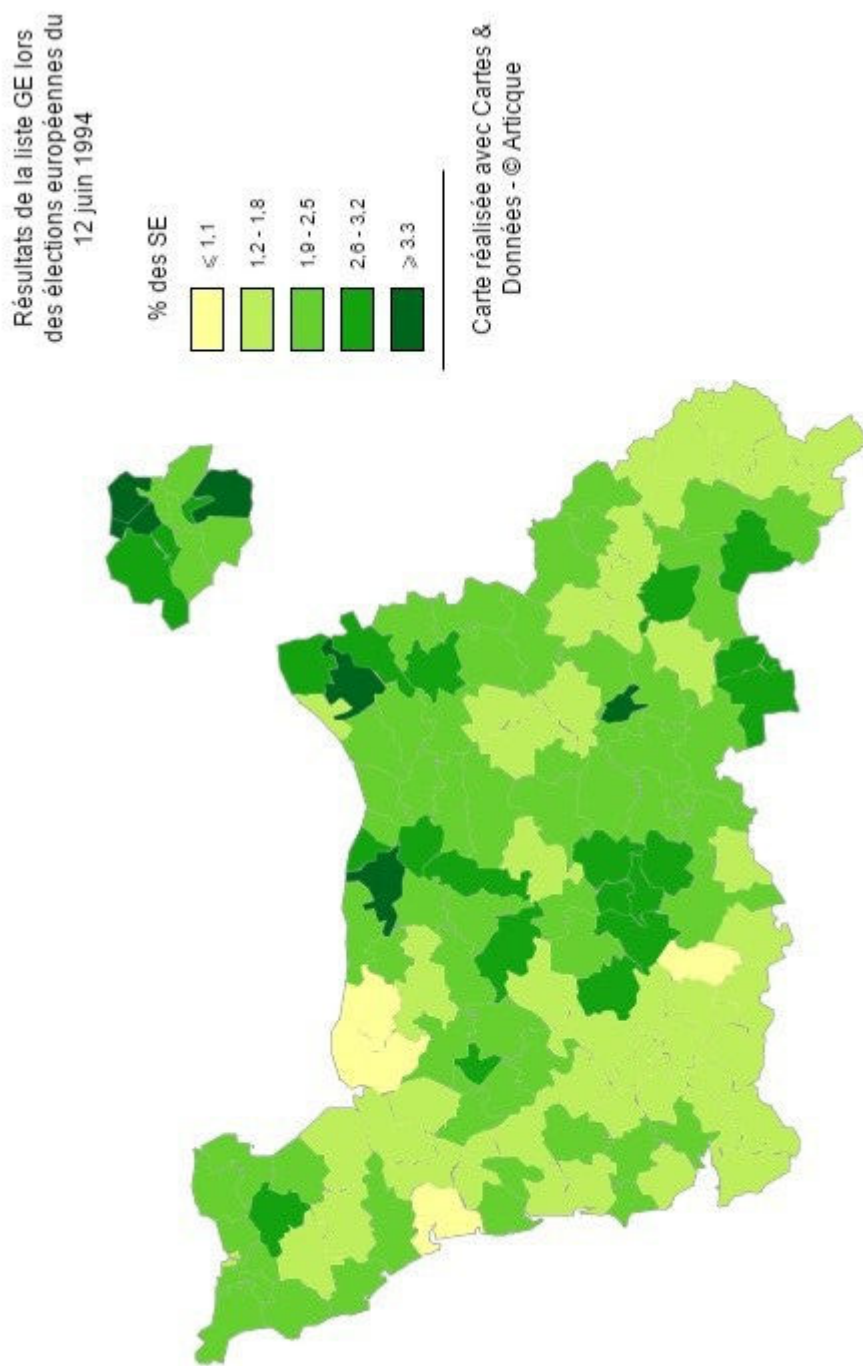 Résultats de la liste GE lors
des élections européennes du
12 juin 1994
% des SE
⩽ 1,1
1,2 - 1,8
1,9 - 2,5
2,6 - 3,2
⩾ 3,3
Carte réalisée avec Cartes &
Données - © Articque